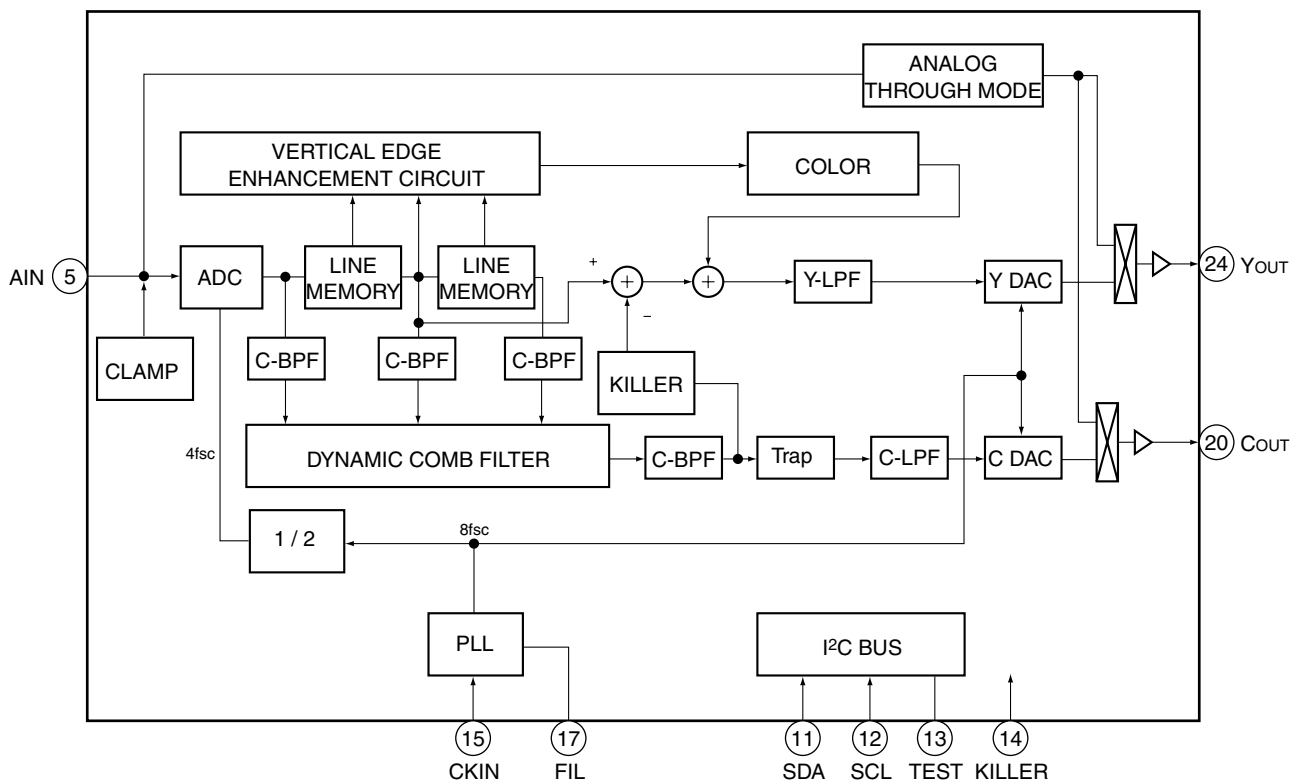 ANALOG
THROUGH MODE
VERTICAL EDGE
ENHANCEMENT CIRCUIT
COLOR
AIN
5
ADC
LINE
MEMORY
LINE
MEMORY
+
+
+
−
Y-LPF
Y DAC
24
YOUT
CLAMP
C-BPF
C-BPF
C-BPF
KILLER
4fsc
DYNAMIC COMB FILTER
C-BPF
Trap
C-LPF
C DAC
20
COUT
1 / 2
8fsc
PLL
I²C BUS
15
17
11
12
13
14
CKIN
FIL
SDA
SCL
TEST
KILLER